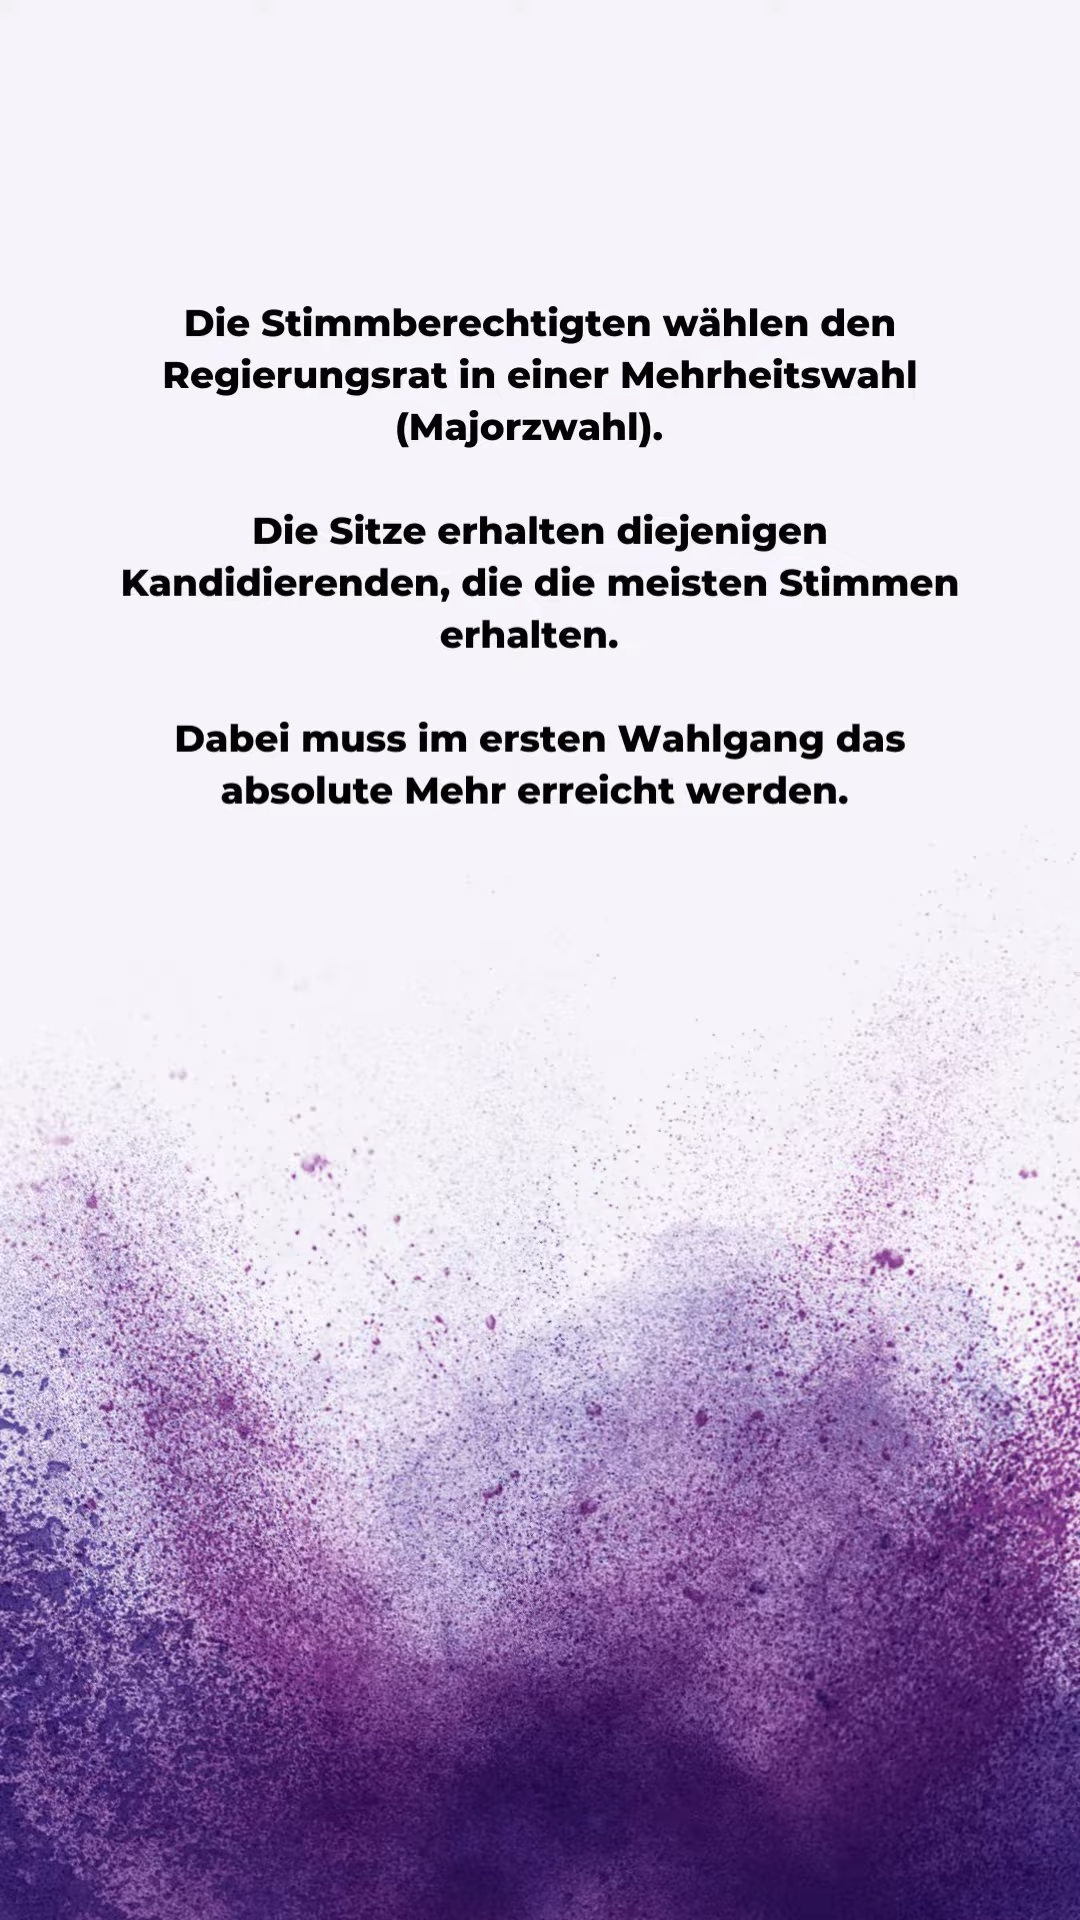 Die Stimmberechtigten wählen den
Regierungsrat in einer Mehrheitswahl
(Majorzwahl).
Die Sitze erhalten diejenigen
Kandidierenden, die die meisten Stimmen
erhalten.
Dabei muss im ersten Wahlgang das
absolute Mehr erreicht werden.